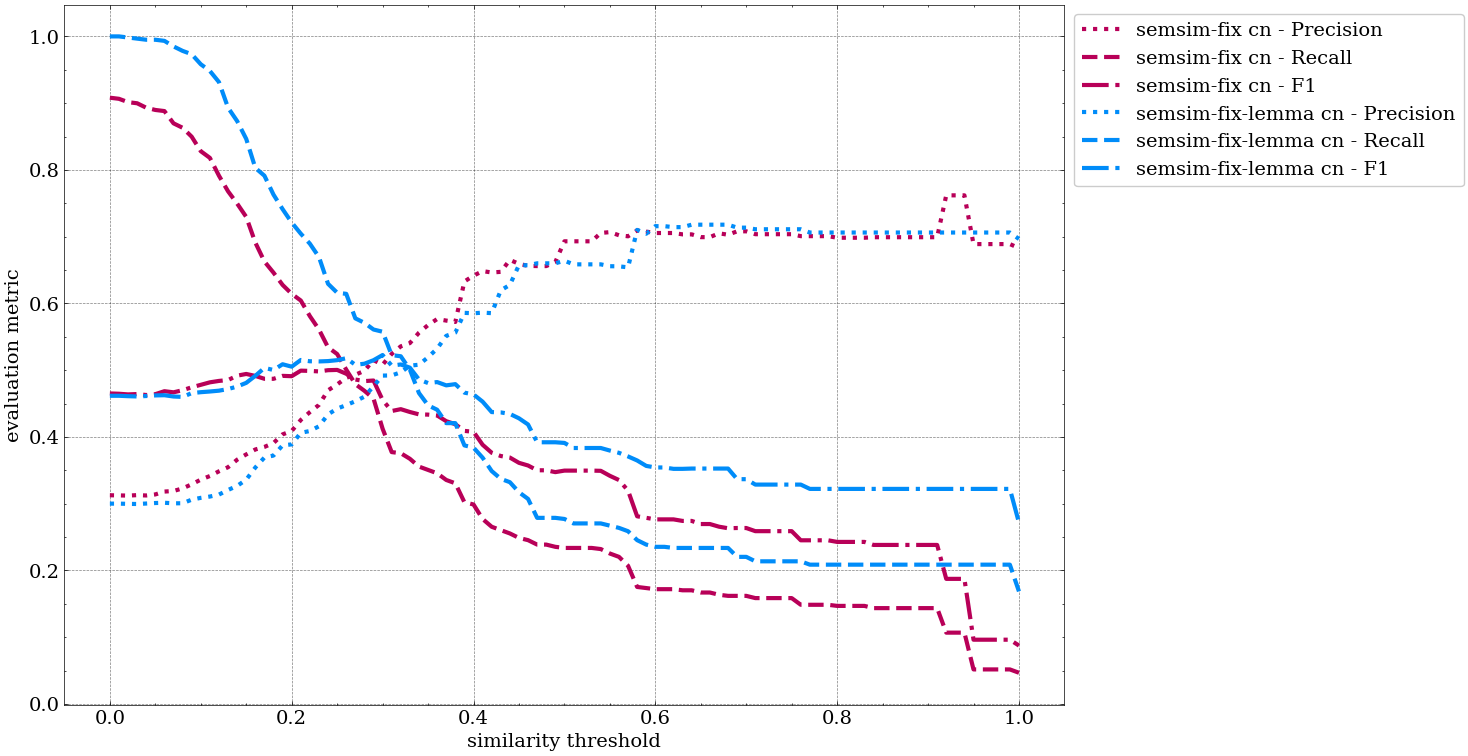 semsim-fix cn - Precision
semsim-fix cn - Recall
semsim-fix cn - F1
semsim-fix-lemma cn - Precision
semsim-fix-lemma cn - Recall
semsim-fix-lemma cn - F1
evaluation metric
1.0
0.8
0.6
0.4
0.2
0.0
0.0 0.2 0.4 0.6 0.8 1.0
similarity threshold